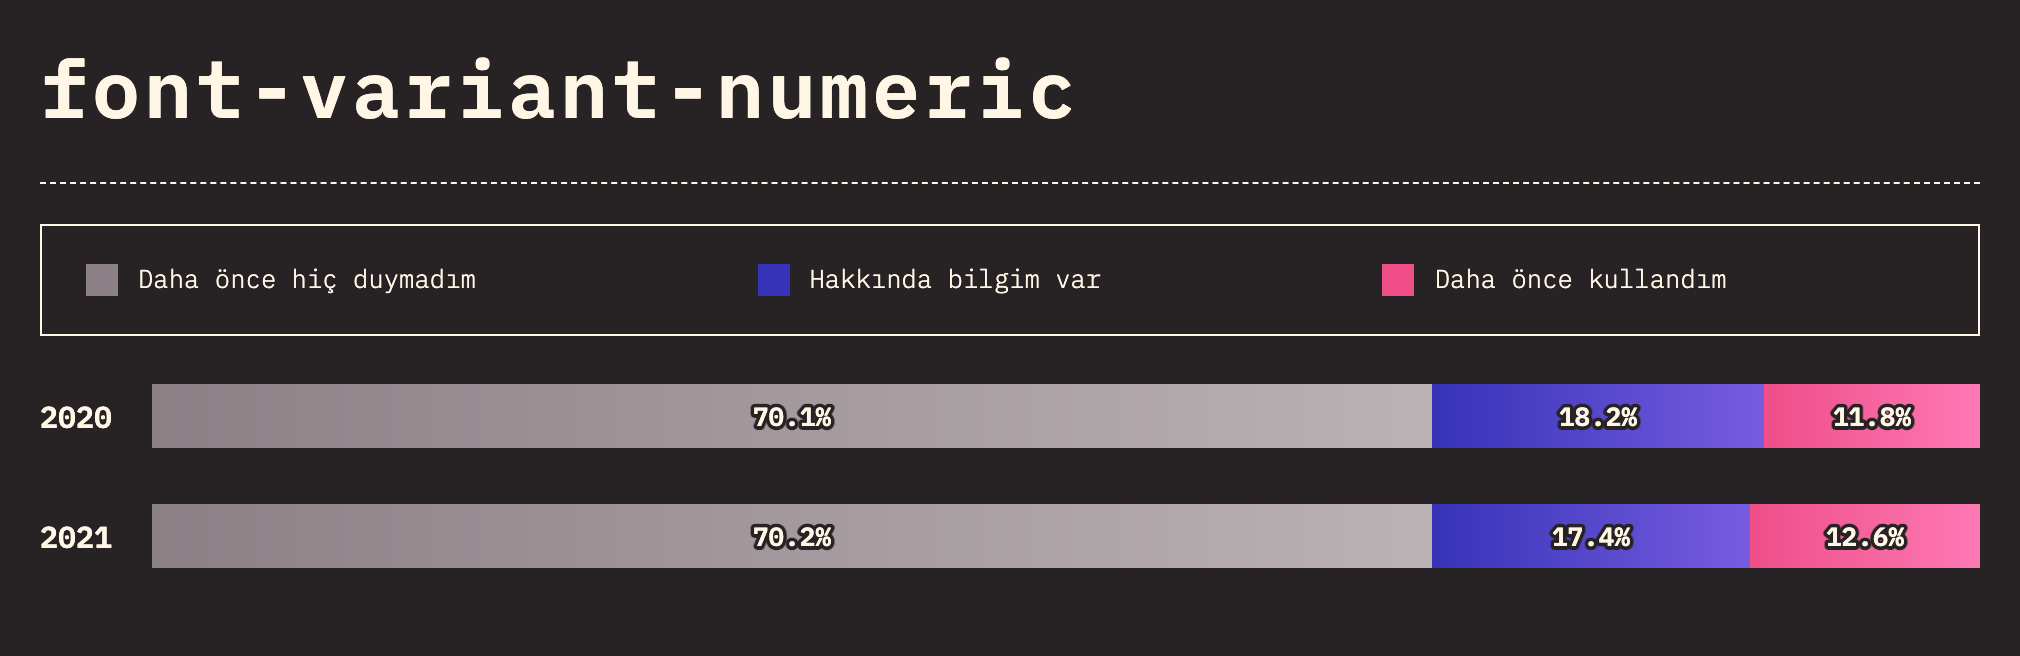 font-variant-numeric
Daha önce hiç duymadım Hakkında bilgim var Daha önce kullandım
2020 70.1% 18.2% 11.8%
2021 70.2% 17.4% 12.6%